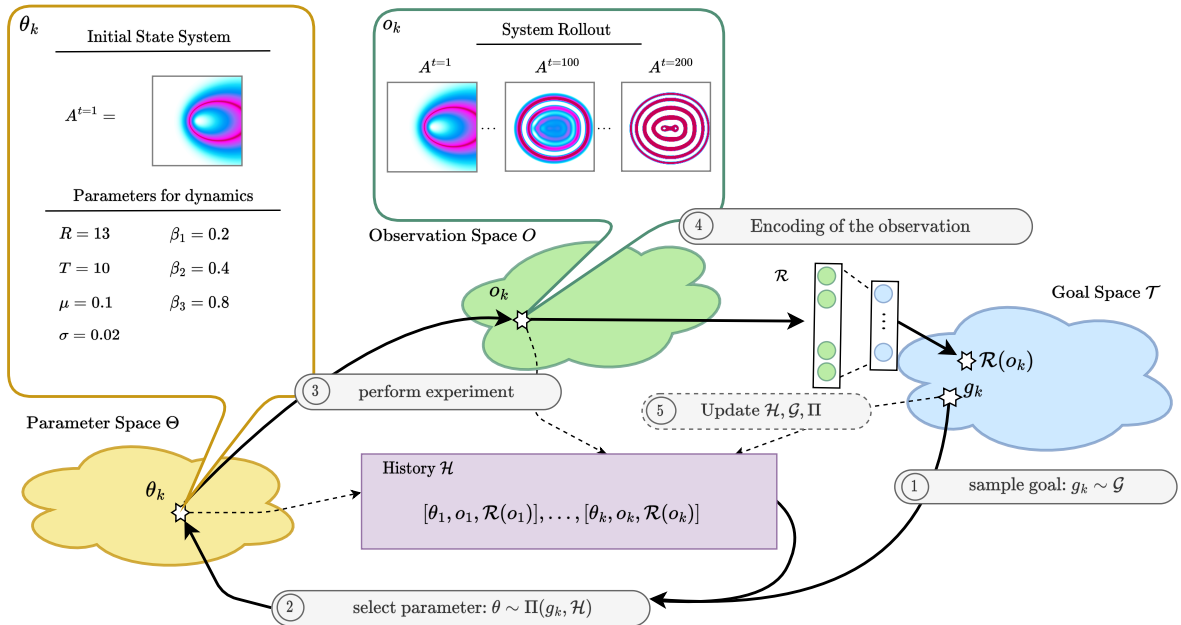 θ_k
Initial State System
A^{t=1} =
Parameters for dynamics
R = 13
β_1 = 0.2
T = 10
β_2 = 0.4
μ = 0.1
β_3 = 0.8
σ = 0.02
o_k
System Rollout
A^{t=1}
A^{t=100}
A^{t=200}
...
...
4
Encoding of the observation
Observation Space O
o_k
ℛ
Goal Space 𝒯
ℛ(o_k)
g_k
3
perform experiment
5
Update ℋ, 𝒢, Π
Parameter Space Θ
θ_k
History ℋ
[θ_1, o_1, ℛ(o_1)], ..., [θ_k, o_k, ℛ(o_k)]
1
sample goal: g_k ∼ 𝒢
2
select parameter: θ ∼ Π(g_k, ℋ)